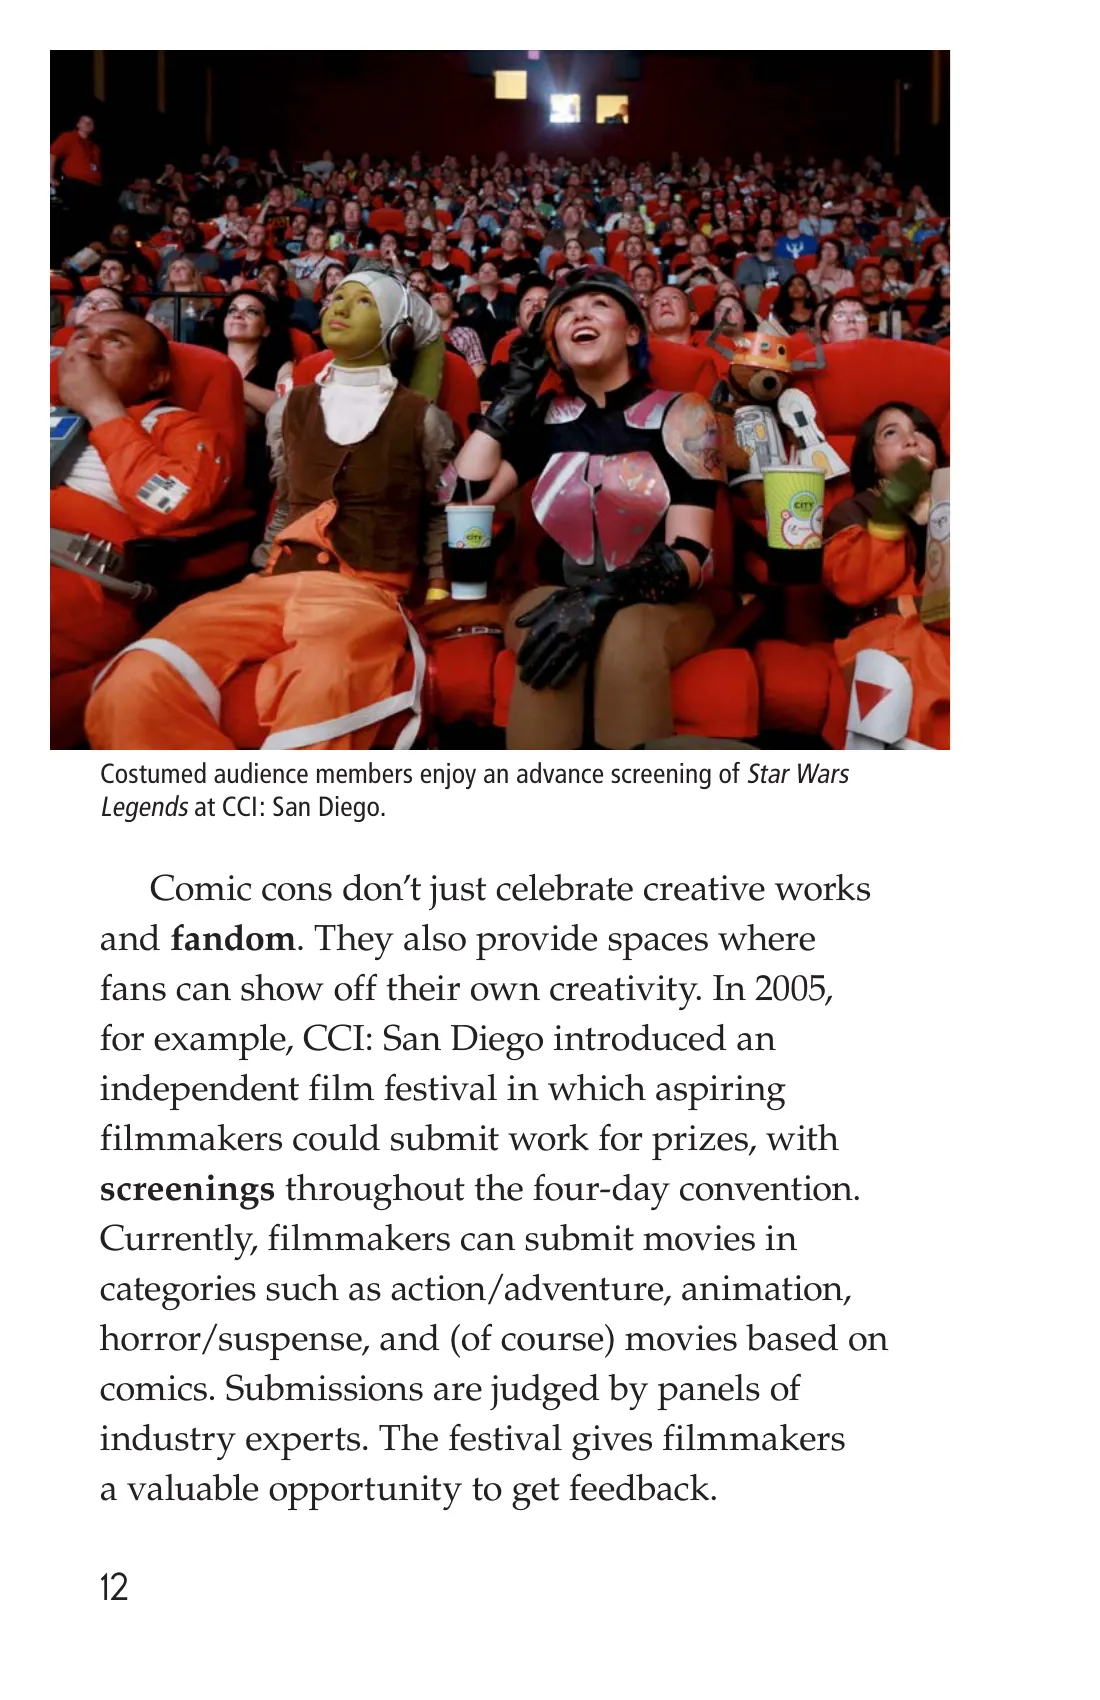 CITY
CITY
Costumed audience members enjoy an advance screening of Star Wars
Legends at CCI: San Diego.
Comic cons don’t just celebrate creative works
and fandom. They also provide spaces where
fans can show off their own creativity. In 2005,
for example, CCI: San Diego introduced an
independent film festival in which aspiring
filmmakers could submit work for prizes, with
screenings throughout the four-day convention.
Currently, filmmakers can submit movies in
categories such as action/adventure, animation,
horror/suspense, and (of course) movies based on
comics. Submissions are judged by panels of
industry experts. The festival gives filmmakers
a valuable opportunity to get feedback.
12